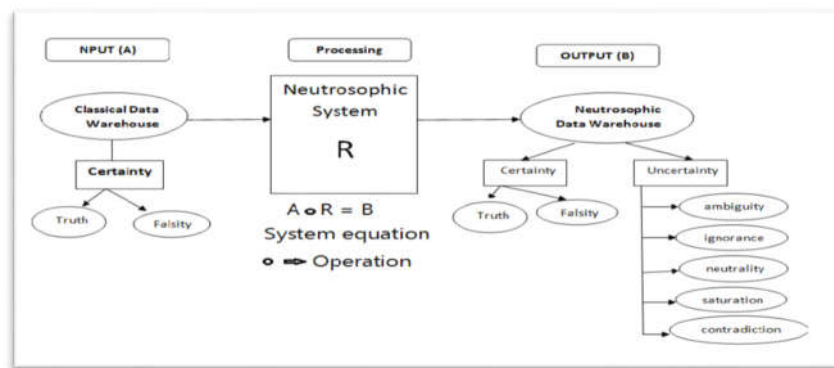 NPUT (A)
Processing
OUTPUT (B)
Classical Data
Warehouse
Certainty
Truth
Falsity
Neutrosophic
System
R
A o R = B
System equation
o ⇒ Operation
Neutrosophic
Data Warehouse
Certainty
Truth
Falsity
Uncertainty
ambiguity
ignorance
neutrality
saturation
contradiction